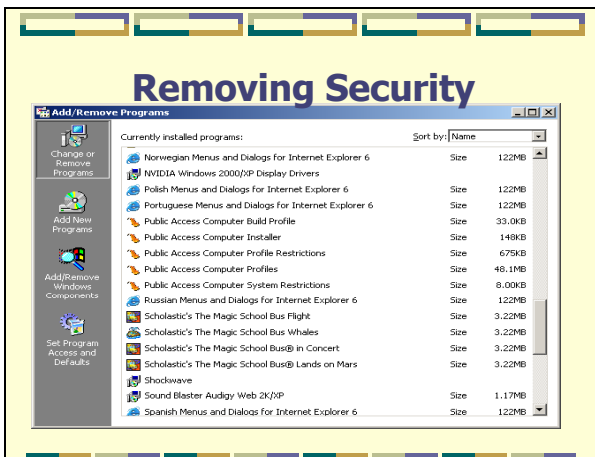 Removing Security
Add/Remove Programs
Change or
Remove
Programs
Add New
Programs
Add/Remove
Windows
Components
Set Program
Access and
Defaults
Currently installed programs: Sort by: Name
Norwegian Menus and Dialogs for Internet Explorer 6 Size 122MB
NVIDIA Windows 2000/XP Display Drivers
Polish Menus and Dialogs for Internet Explorer 6 Size 122MB
Portuguese Menus and Dialogs for Internet Explorer 6 Size 122MB
Public Access Computer Build Profile Size 33.0KB
Public Access Computer Installer Size 148KB
Public Access Computer Profile Restrictions Size 675KB
Public Access Computer Profiles Size 48.1MB
Public Access Computer System Restrictions Size 8.00KB
Russian Menus and Dialogs for Internet Explorer 6 Size 122MB
Scholastic's The Magic School Bus Flight Size 3.22MB
Scholastic's The Magic School Bus Whales Size 3.22MB
Scholastic's The Magic School Bus® in Concert Size 3.22MB
Scholastic's The Magic School Bus® Lands on Mars Size 3.22MB
Shockwave
Sound Blaster Audigy Web 2K/XP Size 1.17MB
Spanish Menus and Dialogs for Internet Explorer 6 Size 122MB